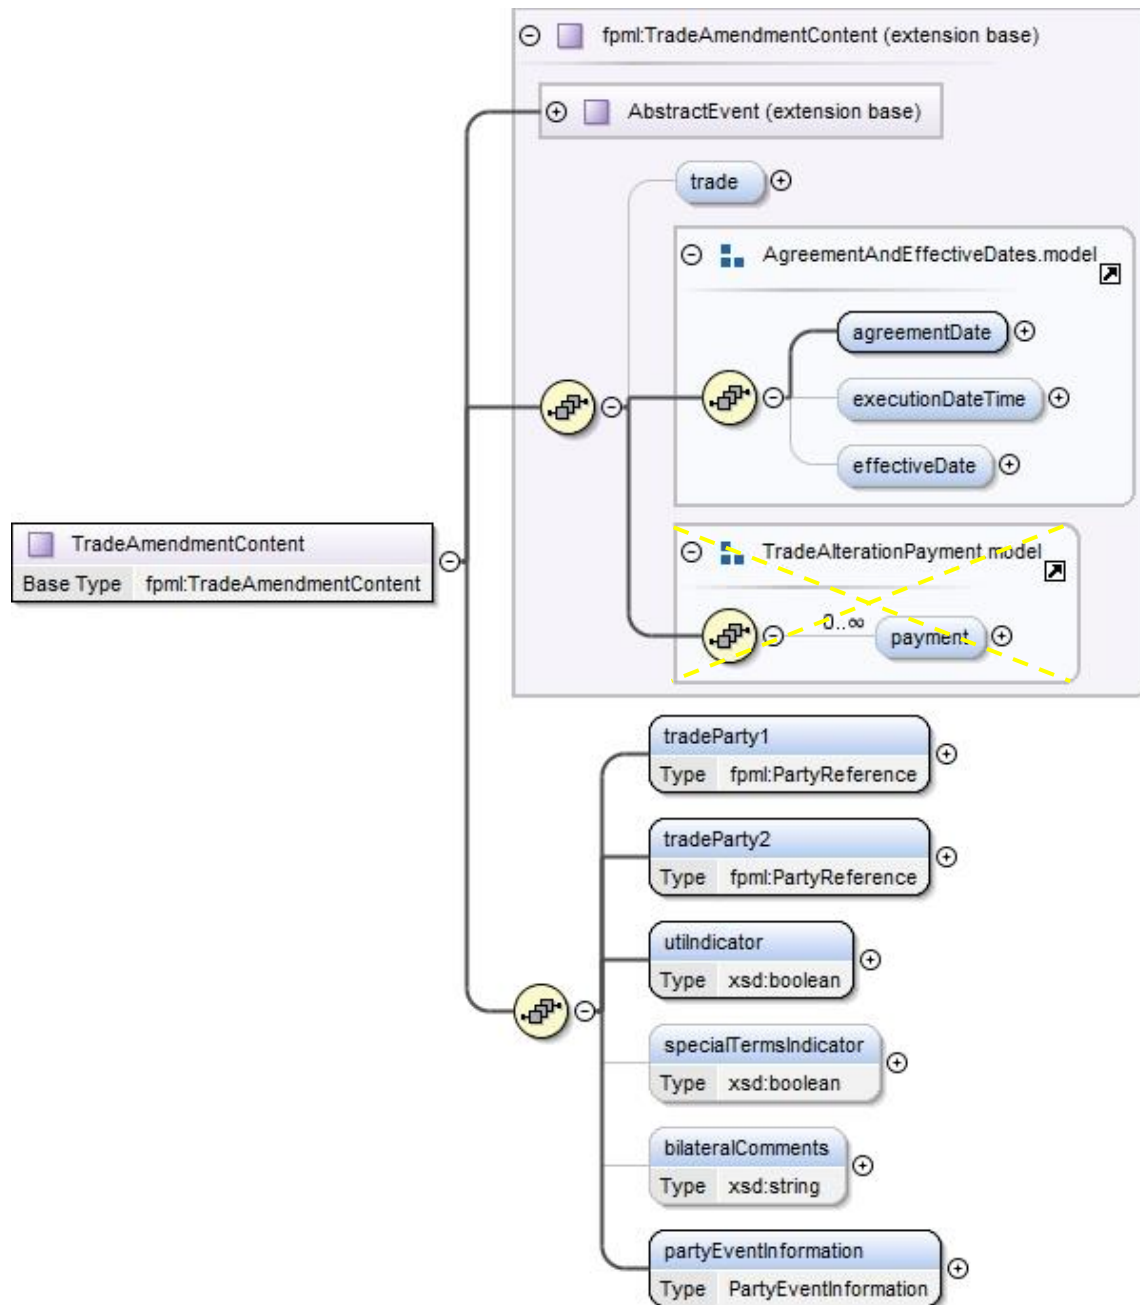 fpml:TradeAmendmentContent (extension base)
AbstractEvent (extension base)
trade
AgreementAndEffectiveDates.model
agreementDate
executionDateTime
effectiveDate
TradeAmendmentContent
Base Type fpml:TradeAmendmentContent
TradeAlterationPayment.model
0..∞
payment
tradeParty1
Type fpml:PartyReference
tradeParty2
Type fpml:PartyReference
utiIndicator
Type xsd:boolean
specialTermsIndicator
Type xsd:boolean
bilateralComments
Type xsd:string
partyEventInformation
Type PartyEventInformation